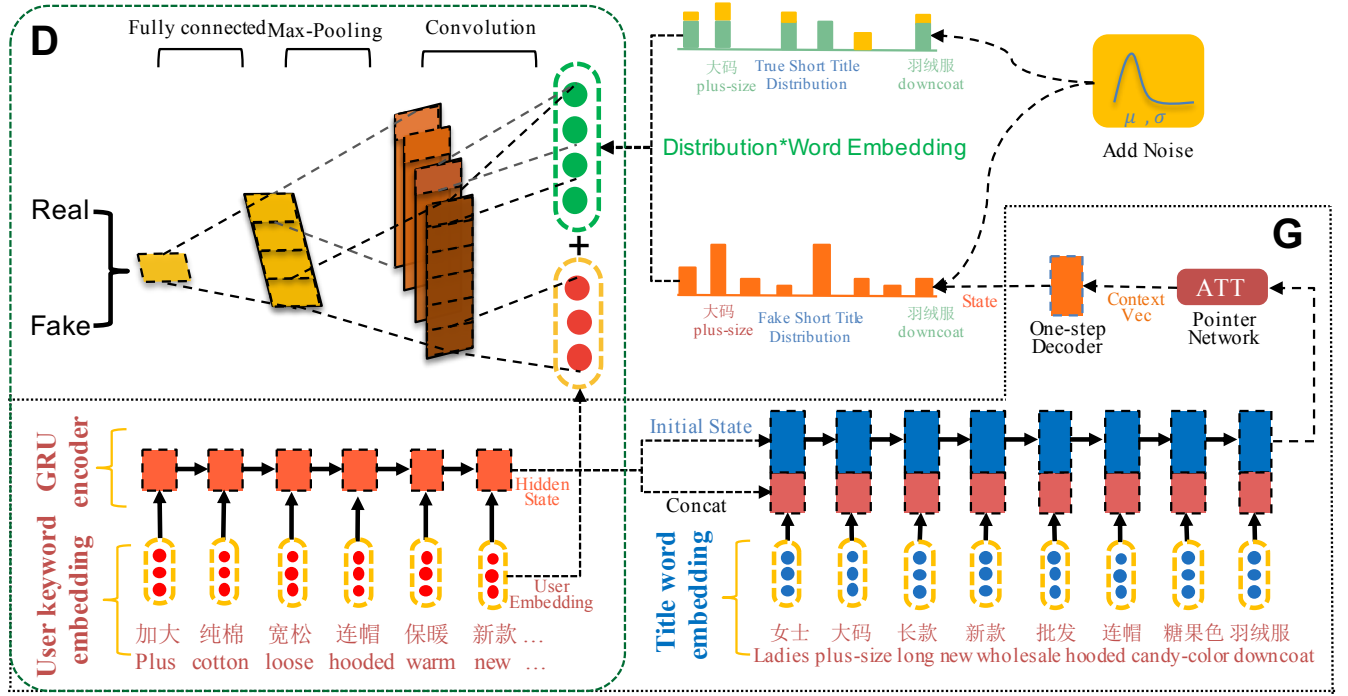 D
Fully connected
Max-Pooling
Convolution
Real
Fake
+
大码
plus-size
True Short Title
Distribution
羽绒服
downcoat
μ , σ
Add Noise
Distribution*Word Embedding
G
大码
plus-size
Fake Short Title
Distribution
羽绒服
downcoat
State
One-step
Decoder
Context
Vec
ATT
Pointer
Network
GRU
encoder
Hidden
State
Initial State
Concat
User keyword
embedding
User
Embedding
加大 纯棉 宽松 连帽 保暖 新款 …
Plus cotton loose hooded warm new …
Title word
embedding
女士 大码 长款 新款 批发 连帽 糖果色 羽绒服
Ladies plus-size long new wholesale hooded candy-color downcoat